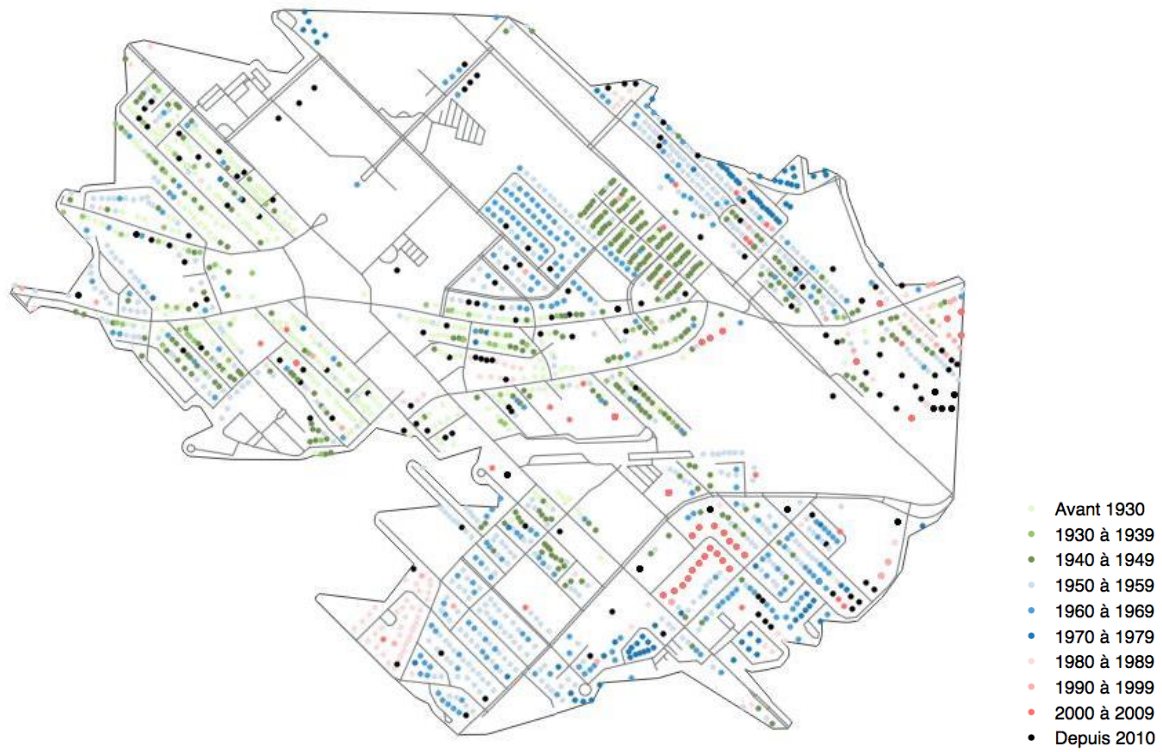 Avant 1930
1930 à 1939
1940 à 1949
1950 à 1959
1960 à 1969
1970 à 1979
1980 à 1989
1990 à 1999
2000 à 2009
Depuis 2010